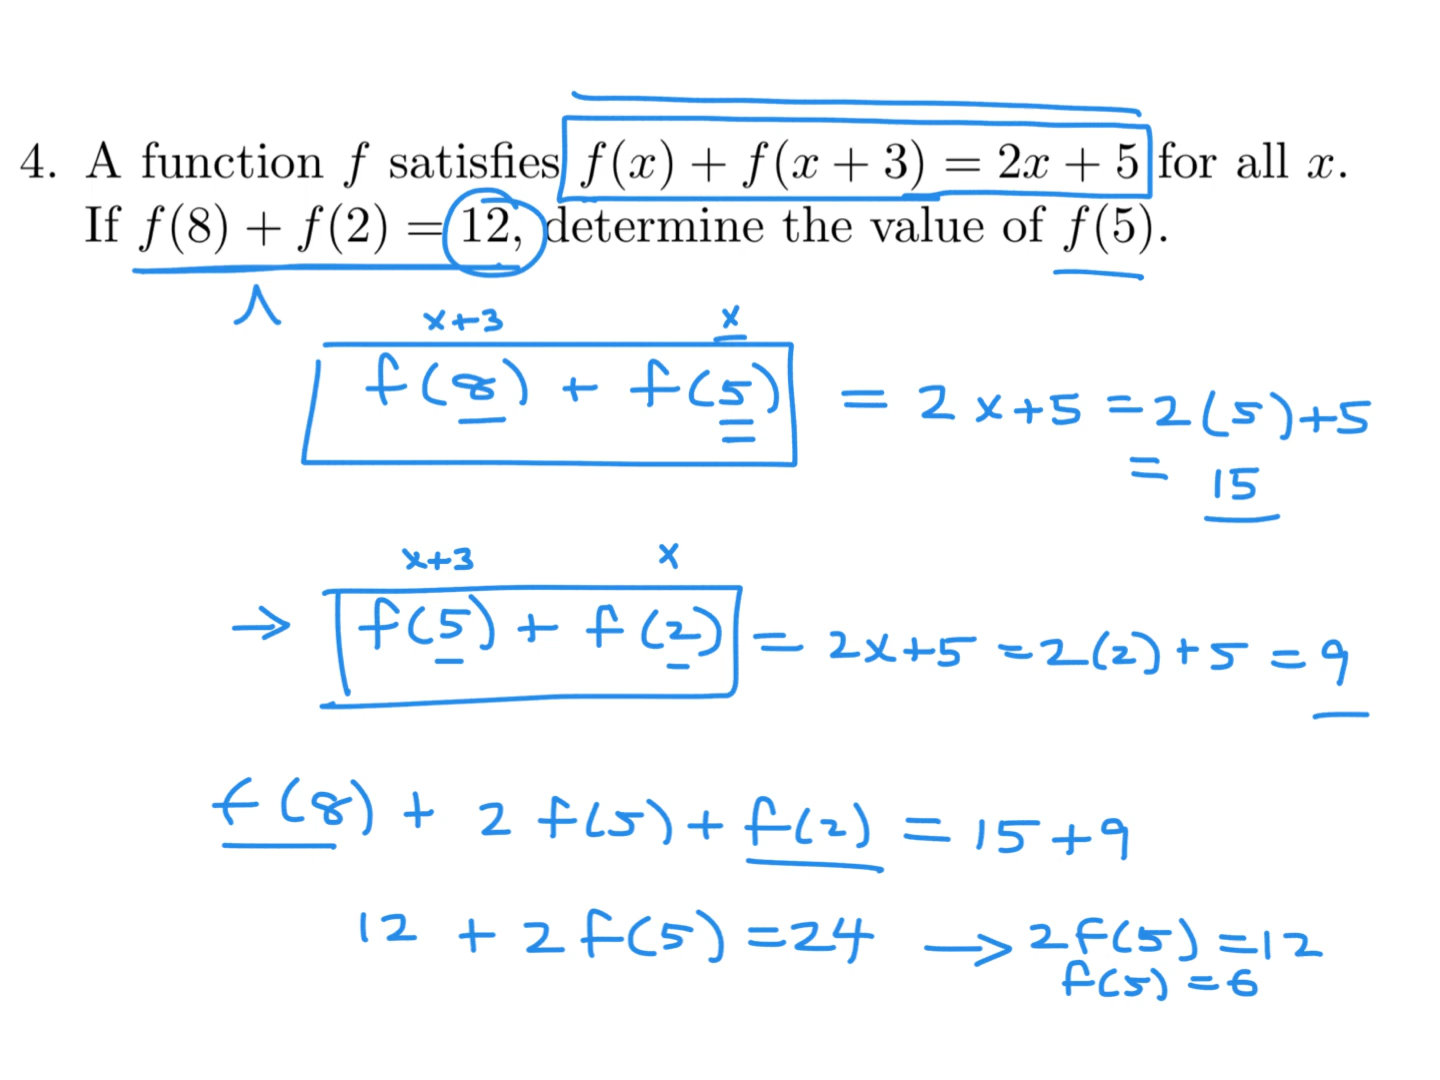 4. A function f satisfies f(x) + f(x + 3) = 2x + 5 for all x.
If f(8) + f(2) = 12, determine the value of f(5).
x+3 x
f(8) + f(5) = 2x+5 = 2(5)+5
= 15
x+3 x
→ f(5) + f(2) = 2x+5 = 2(2)+5 = 9
f(8) + 2f(5) + f(2) = 15+9
12 + 2f(5) = 24 → 2f(5) = 12
f(5) = 6